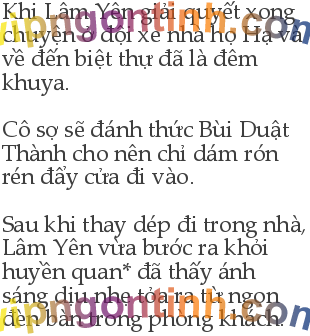 Khi Lâm Yên giải quyết xong
chuyện ở đội xe nhà họ Hạ và
về đến biệt thự đã là đêm
khuya.
Cô sợ sẽ đánh thức Bùi Duật
Thành cho nên chỉ dám rón
rén đẩy cửa đi vào.
Sau khi thay dép đi trong nhà,
Lâm Yên vừa bước ra khỏi
huyền quan* đã thấy ánh
sáng dịu nhẹ tỏa ra từ ngọn
đèn bàn trong phòng khách.